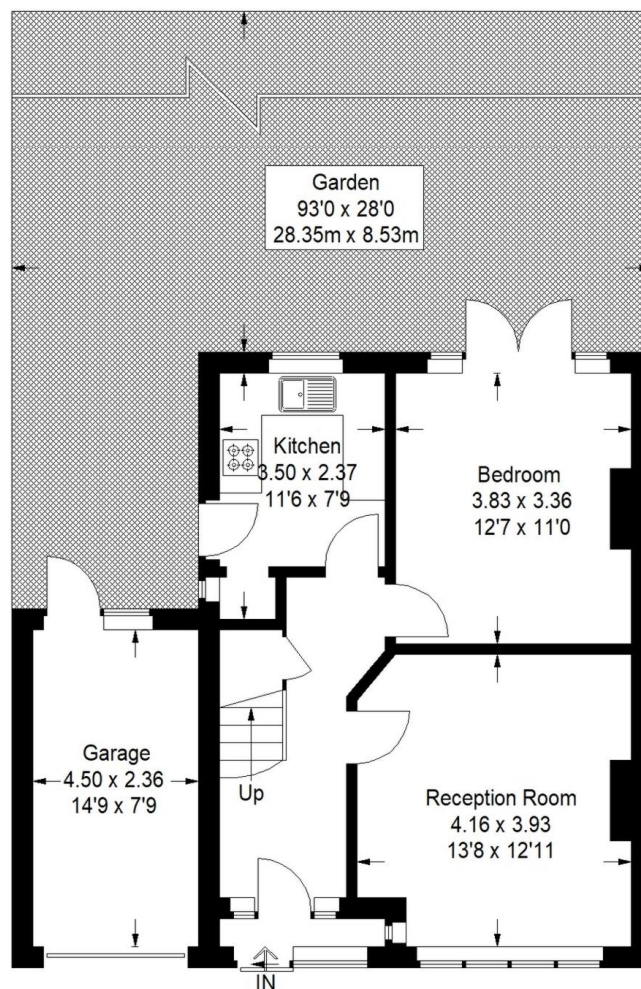 Garden
93'0 x 28'0
28.35m x 8.53m
Kitchen
3.50 x 2.37
11'6 x 7'9
Bedroom
3.83 x 3.36
12'7 x 11'0
Garage
4.50 x 2.36
14'9 x 7'9
Up
Reception Room
4.16 x 3.93
13'8 x 12'11
IN